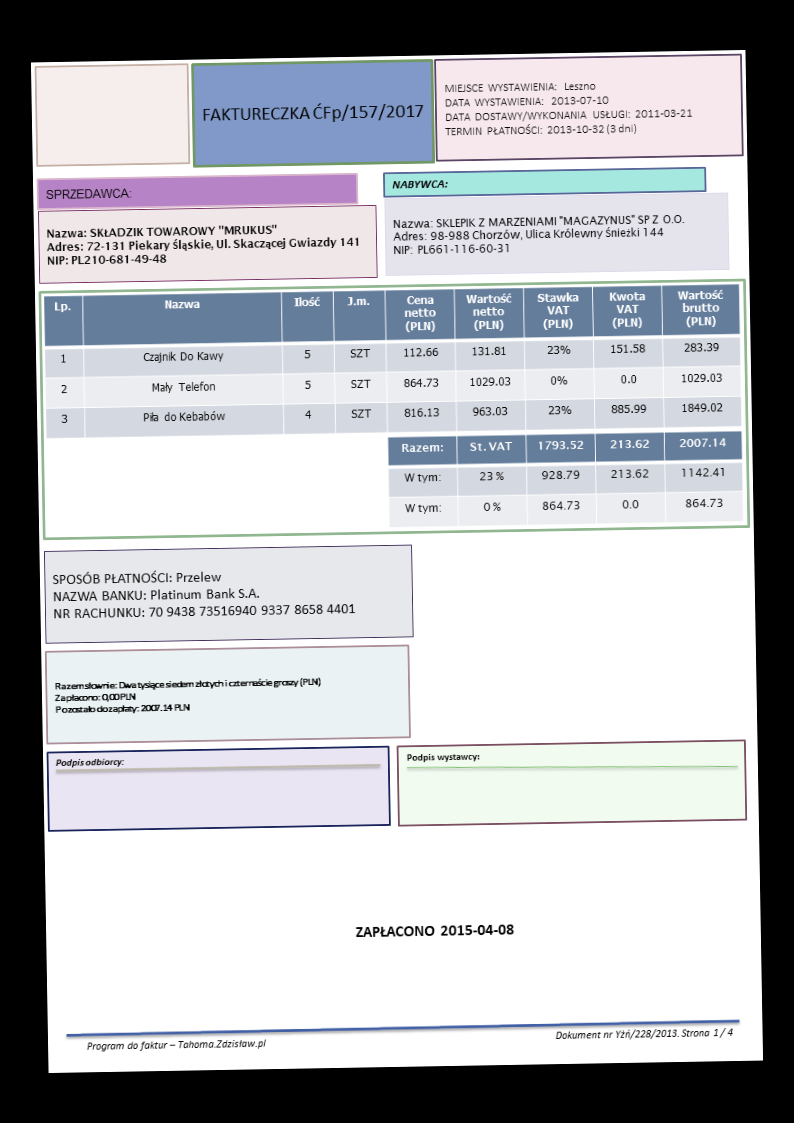 FAKTURECZKA ĆFp/157/2017
MIEJSCE WYSTAWIENIA: Leszno
DATA WYSTAWIENIA: 2013-07-10
DATA DOSTAWY/WYKONANIA USŁUGI: 2011-03-21
TERMIN PŁATNOŚCI: 2013-10-32 (3 dni)
SPRZEDAWCA:
Nazwa: SKŁADZIK TOWAROWY "MRUKUS"
Adres: 72-131 Piekary Śląskie, Ul. Skaczącej Gwiazdy 141
NIP: PL210-681-49-48
NABYWCA:
Nazwa: SKLEPIK Z MARZENIAMI "MAGAZYNUS" SP Z O.O.
Adres: 98-988 Chorzów, Ulica Królewny Śnieżki 144
NIP: PL661-116-60-31
Lp. Nazwa Ilość J.m. Cena netto (PLN) Wartość netto (PLN) Stawka VAT (PLN) Kwota VAT (PLN) Wartość brutto (PLN)
1 Czajnik Do Kawy 5 SZT 112.66 131.81 23% 151.58 283.39
2 Mały Telefon 5 SZT 864.73 1029.03 0% 0.0 1029.03
3 Piła do Kebabów 4 SZT 816.13 963.03 23% 885.99 1849.02
Razem: St. VAT 1793.52 213.62 2007.14
W tym: 23 % 928.79 213.62 1142.41
W tym: 0 % 864.73 0.0 864.73
SPOSÓB PŁATNOŚCI: Przelew
NAZWA BANKU: Platinum Bank S.A.
NR RACHUNKU: 70 9438 73516940 9337 8658 4401
Razem słownie: Dwa tysiące siedem złotych i czternaście groszy (PLN)
Zapłacono: 0,00 PLN
Pozostało do zapłaty: 2007.14 PLN
Podpis odbiorcy:
Podpis wystawcy:
ZAPŁACONO 2015-04-08
Program do faktur – Tahoma.Zdzisław.pl
Dokument nr Yźń/228/2013. Strona 1 / 4